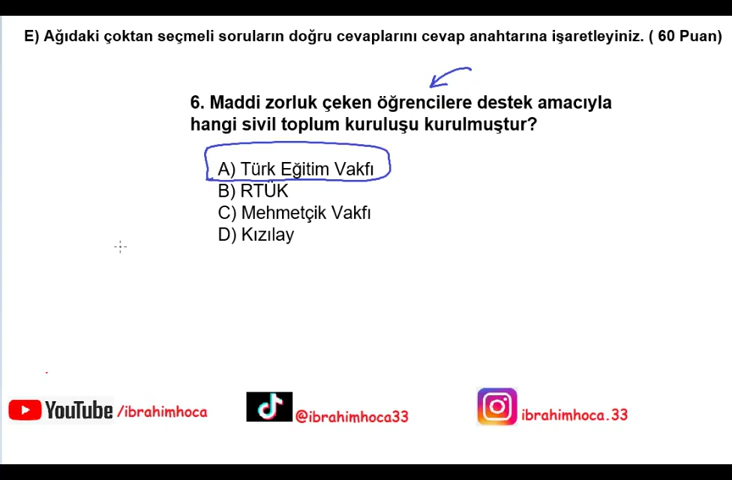 E) Ağıdaki çoktan seçmeli soruların doğru cevaplarını cevap anahtarına işaretleyiniz. ( 60 Puan)
6. Maddi zorluk çeken öğrencilere destek amacıyla
hangi sivil toplum kuruluşu kurulmuştur?
A) Türk Eğitim Vakfı
B) RTÜK
C) Mehmetçik Vakfı
D) Kızılay
YouTube /ibrahimhoca
@ibrahimhoca33
ibrahimhoca.33